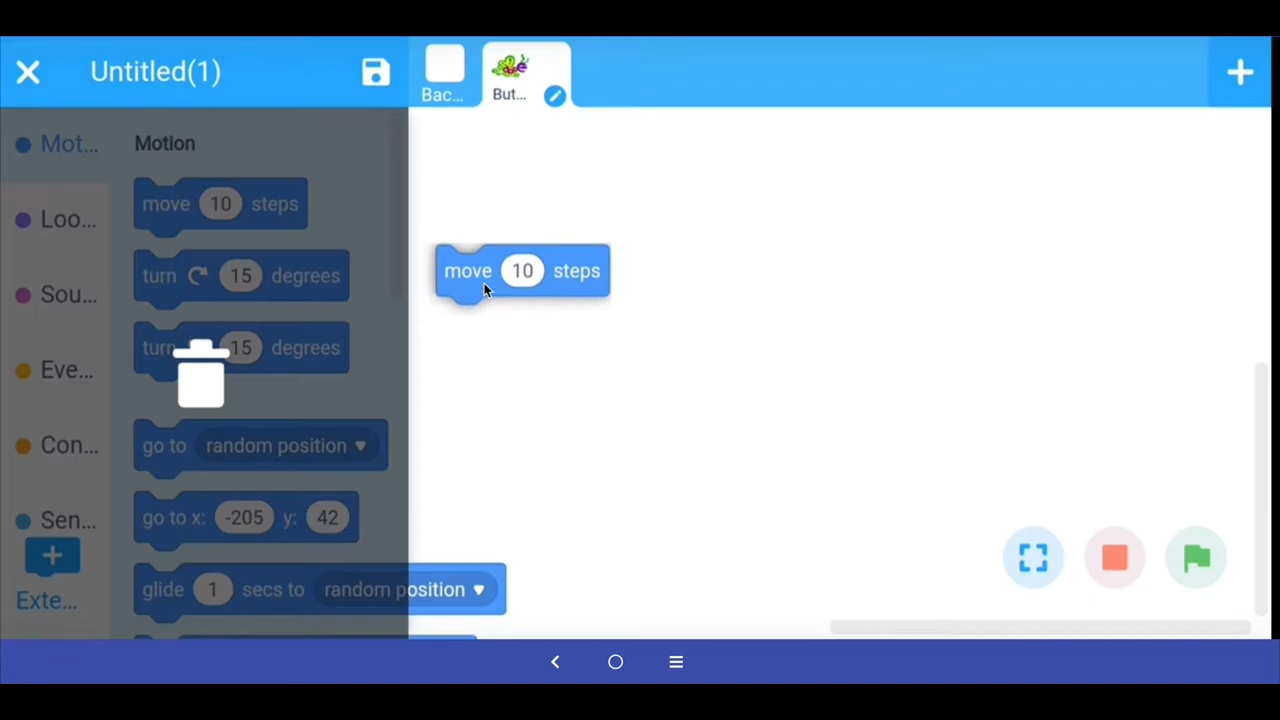 Untitled(1)
Bac...
But...
Mot...
Loo...
Sou...
Eve...
Con...
Sen...
Exte...
Motion
move 10 steps
turn 15 degrees
turn 15 degrees
go to random position
go to x: -205 y: 42
glide 1 secs to random position
move 10 steps